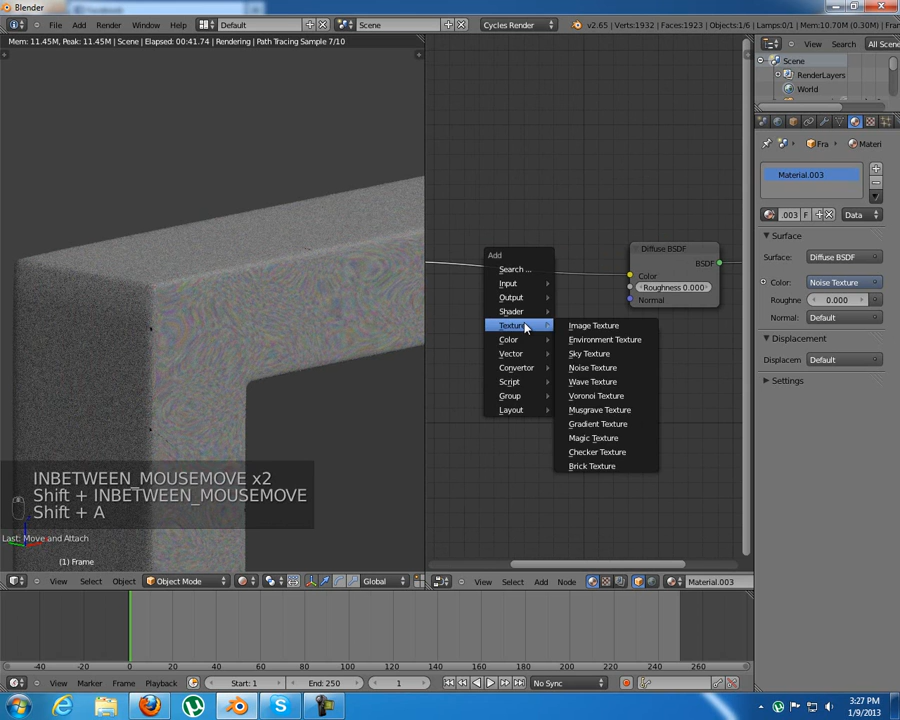 Blender
File Add Render Window Help
Default
Scene
Cycles Render
v2.65 | Verts:1932 | Faces:1923 | Objects:1/6 | Lamps:0/1 | Mem:10.70M (0.30M) | Fran
Mem: 11.45M, Peak: 11.45M | Scene | Elapsed: 00:41.74 | Rendering | Path Tracing Sample 7/10
View Search All Scene
Scene
RenderLayers
World
Fra Materi
Material.003
.003 F Data
Surface
Surface: Diffuse BSDF
Color: Noise Texture
Roughne 0.000
Normal: Default
Displacement
Displacem Default
Settings
Diffuse BSDF
BSDF
Color
Roughness 0.000
Normal
Add
Search ...
Input
Output
Shader
Texture
Color
Vector
Convertor
Script
Group
Layout
Image Texture
Environment Texture
Sky Texture
Noise Texture
Wave Texture
Voronoi Texture
Musgrave Texture
Gradient Texture
Magic Texture
Checker Texture
Brick Texture
INBETWEEN_MOUSEMOVE x2
Shift + INBETWEEN_MOUSEMOVE
Shift + A
Last: Move and Attach
(1) Frame
View Select Object Object Mode Global
View Select Add Node Material.003
-40 -20 0 20 40 60 80 100 120 140 160 180 200 220 240 260
View Marker Frame Playback Start: 1 End: 250 1 No Sync
3:27 PM
1/9/2013